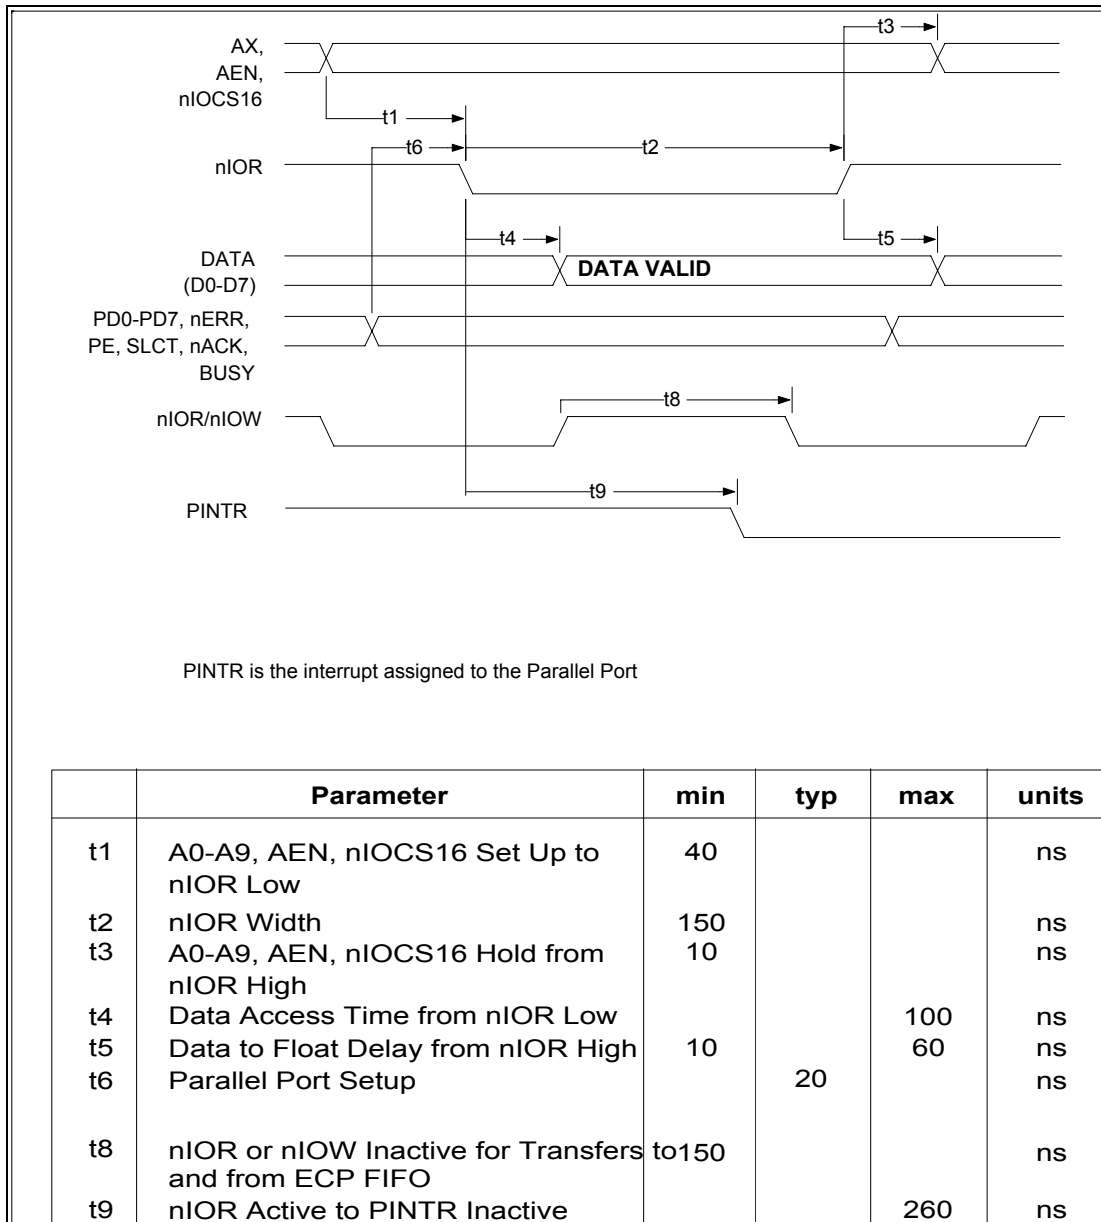 AX,
AEN,
nIOCS16
t3
t1
t6
t2
nIOR
t4
t5
DATA
(D0-D7)
DATA VALID
PD0-PD7, nERR,
PE, SLCT, nACK,
BUSY
t8
nIOR/nIOW
t9
PINTR
PINTR is the interrupt assigned to the Parallel Port
Parameter min typ max units
t1 A0-A9, AEN, nIOCS16 Set Up to 40 ns
nIOR Low
t2 nIOR Width 150 ns
t3 A0-A9, AEN, nIOCS16 Hold from 10 ns
nIOR High
t4 Data Access Time from nIOR Low 100 ns
t5 Data to Float Delay from nIOR High 10 60 ns
t6 Parallel Port Setup 20 ns
t8 nIOR or nIOW Inactive for Transfers to 150 ns
and from ECP FIFO
t9 nIOR Active to PINTR Inactive 260 ns